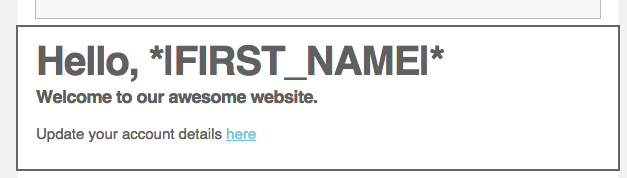 Hello, *|FIRST_NAME|*
Welcome to our awesome website.
Update your account details here